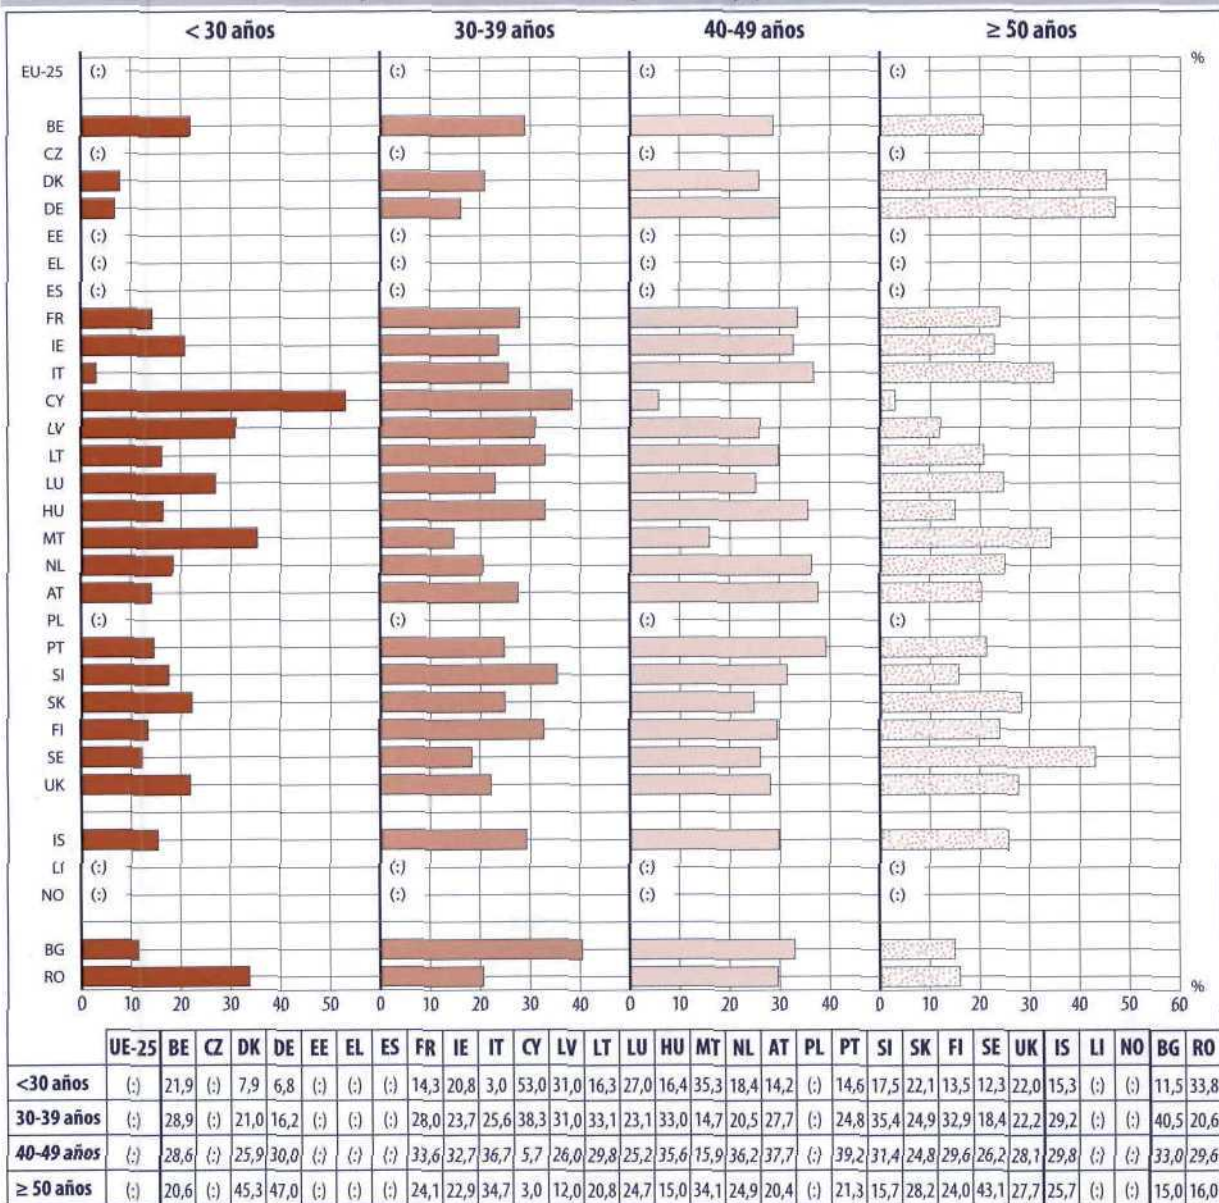 < 30 años 30-39 años 40-49 años ≥ 50 años
%
EU-25 (:) (:) (:) (:)
BE
CZ (:) (:) (:) (:)
DK
DE
EE (:) (:) (:) (:)
EL (:) (:) (:) (:)
ES (:) (:) (:) (:)
FR
IE
IT
CY
LV
LT
LU
HU
MT
NL
AT
PL (:) (:) (:) (:)
PT
SI
SK
FI
SE
UK
IS
LI (:) (:) (:) (:)
NO (:) (:) (:) (:)
BG
RO
%
0 10 20 30 40 50 0 10 20 30 40 0 10 20 30 40 0 10 20 30 40 50 60
UE-25 BE CZ DK DE EE EL ES FR IE IT CY LV LT LU HU MT NL AT PL PT SI SK FI SE UK IS LI NO BG RO
<30 años (:) 21,9 (:) 7,9 6,8 (:) (:) (:) 14,3 20,8 3,0 53,0 31,0 16,3 27,0 16,4 35,3 18,4 14,2 (:) 14,6 17,5 22,1 13,5 12,3 22,0 15,3 (:) (:) 11,5 33,8
30-39 años (:) 28,9 (:) 21,0 16,2 (:) (:) (:) 28,0 23,7 25,6 38,3 31,0 33,1 23,1 33,0 14,7 20,5 27,7 (:) 24,8 35,4 24,9 32,9 18,4 22,2 29,2 (:) (:) 40,5 20,6
40-49 años (:) 28,6 (:) 25,9 30,0 (:) (:) (:) 33,6 32,7 36,7 5,7 26,0 29,8 25,2 35,6 15,9 36,2 37,7 (:) 39,2 31,4 24,8 29,6 26,2 28,1 29,8 (:) (:) 33,0 29,6
≥ 50 años (:) 20,6 (:) 45,3 47,0 (:) (:) (:) 24,1 22,9 34,7 3,0 12,0 20,8 24,7 15,0 34,1 24,9 20,4 (:) 21,3 15,7 28,2 24,0 43,1 27,7 25,7 (:) (:) 15,0 16,0